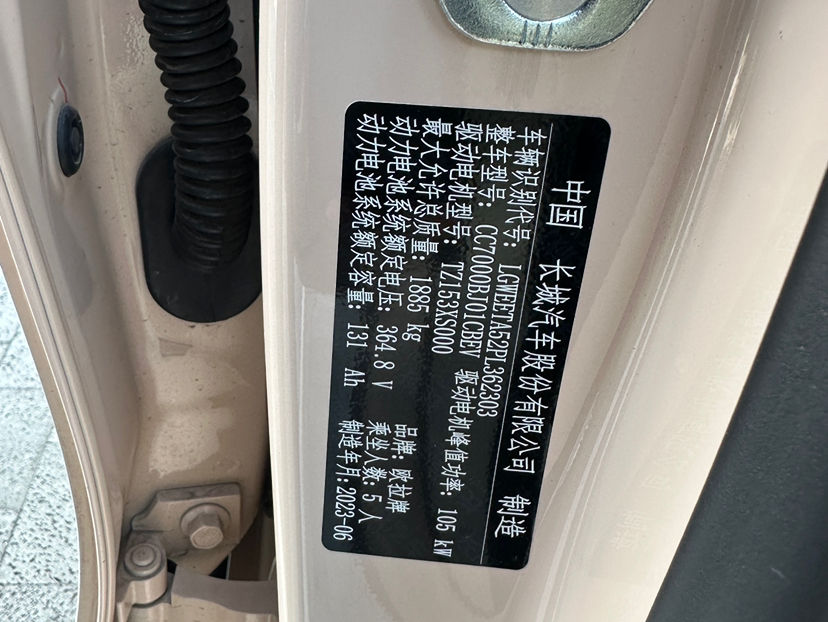 中国 长城汽车股份有限公司 制造
车辆识别代号: LGWEETA52PL362303
整车型号: CC7000BJ01CBEV 品牌: 欧拉牌
驱动电机型号: TZ153XS000 驱动电机峰值功率: 105 kW
最大允许总质量: 1885 kg 乘坐人数: 5 人
动力电池系统额定电压: 364.8 V 制造年月: 2023-06
动力电池系统额定容量: 131 Ah